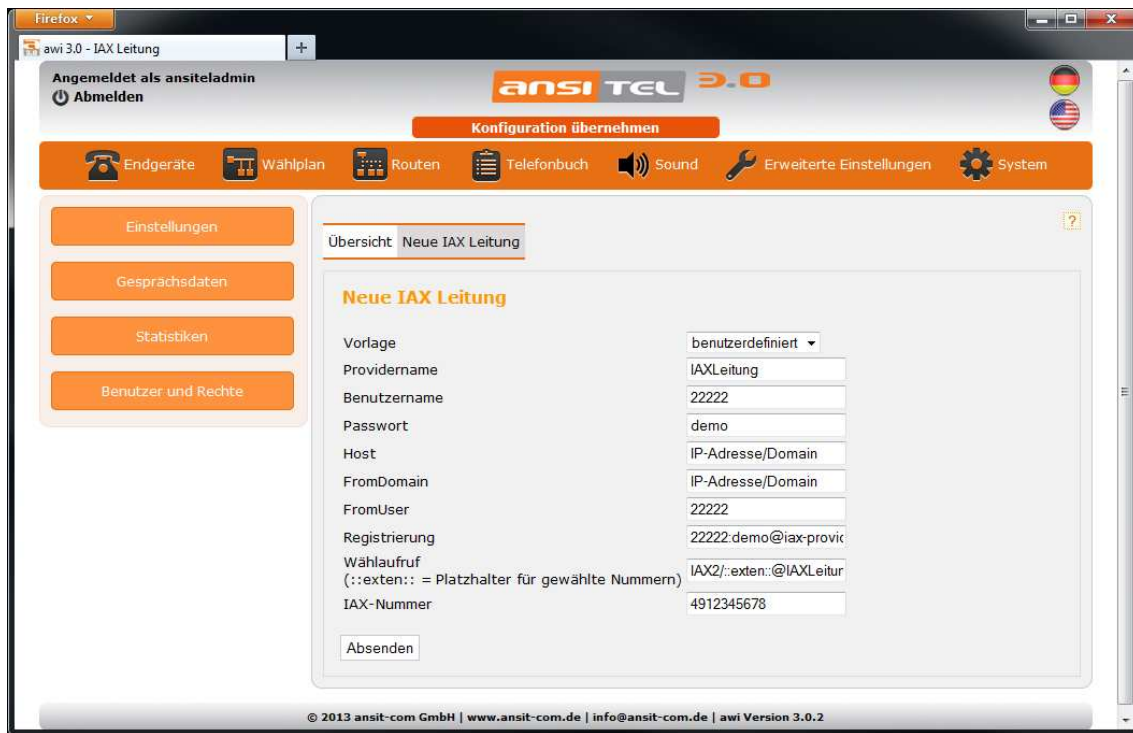 Firefox
awi 3.0 - IAX Leitung
+
Angemeldet als ansiteladmin
Abmelden
ansi TEL 3.0
Konfiguration übernehmen
Endgeräte Wählplan Routen Telefonbuch Sound Erweiterte Einstellungen System
Einstellungen
Gesprächsdaten
Statistiken
Benutzer und Rechte
?
Übersicht Neue IAX Leitung
Neue IAX Leitung
Vorlage benutzerdefiniert
Providername IAXLeitung
Benutzername 22222
Passwort demo
Host IP-Adresse/Domain
FromDomain IP-Adresse/Domain
FromUser 22222
Registrierung 22222:demo@iax-provic
Wählaufruf
(::exten:: = Platzhalter für gewählte Nummern) IAX2/::exten::@IAXLeitur
IAX-Nummer 4912345678
Absenden
© 2013 ansit-com GmbH | www.ansit-com.de | info@ansit-com.de | awi Version 3.0.2